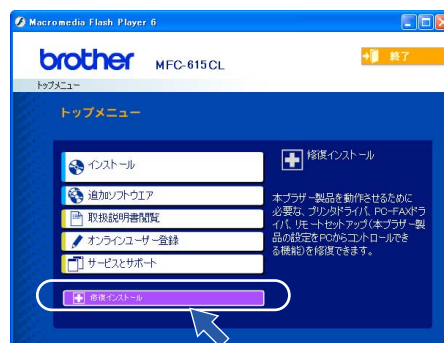 Macromedia Flash Player 6
brother MFC-615CL
終了
トップメニュー
トップメニュー
インストール
追加ソフトウエア
取扱説明書閲覧
オンラインユーザー登録
サービスとサポート
修復インストール
修復インストール
本ブラザー製品を動作させるために
必要な、プリンタドライバ、PC-FAXドラ
イバ、リモートセットアップ(本ブラザー製
品の設定をPCからコントロールでき
る機能)を修復できます。